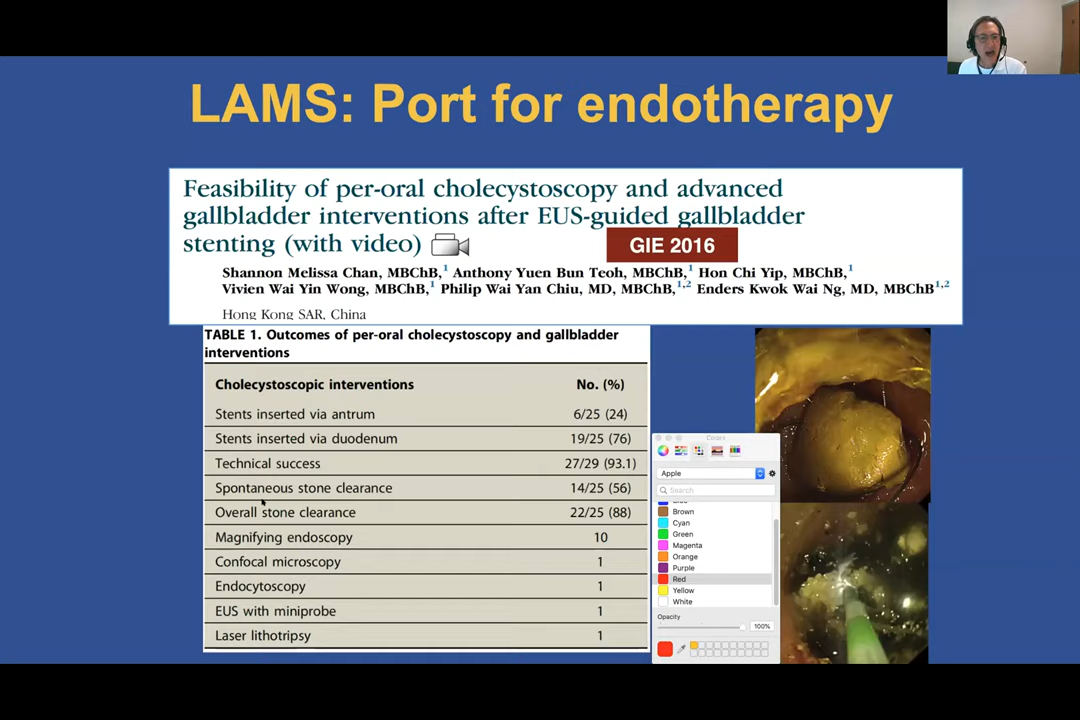 LAMS: Port for endotherapy
Feasibility of per-oral cholecystoscopy and advanced
gallbladder interventions after EUS-guided gallbladder
stenting (with video)
GIE 2016
Shannon Melissa Chan, MBChB,1 Anthony Yuen Bun Teoh, MBChB,1 Hon Chi Yip, MBChB,1
Vivien Wai Yin Wong, MBChB,1 Philip Wai Yan Chiu, MD, MBChB,1,2 Enders Kwok Wai Ng, MD, MBChB1,2
Hong Kong SAR, China
TABLE 1. Outcomes of per-oral cholecystoscopy and gallbladder
interventions
Cholecystoscopic interventions No. (%)
Stents inserted via antrum 6/25 (24)
Stents inserted via duodenum 19/25 (76)
Technical success 27/29 (93.1)
Spontaneous stone clearance 14/25 (56)
Overall stone clearance 22/25 (88)
Magnifying endoscopy 10
Confocal microscopy 1
Endocytoscopy 1
EUS with miniprobe 1
Laser lithotripsy 1
Colors
Apple
Search
Brown
Cyan
Green
Magenta
Orange
Purple
Red
Yellow
White
Opacity
100%